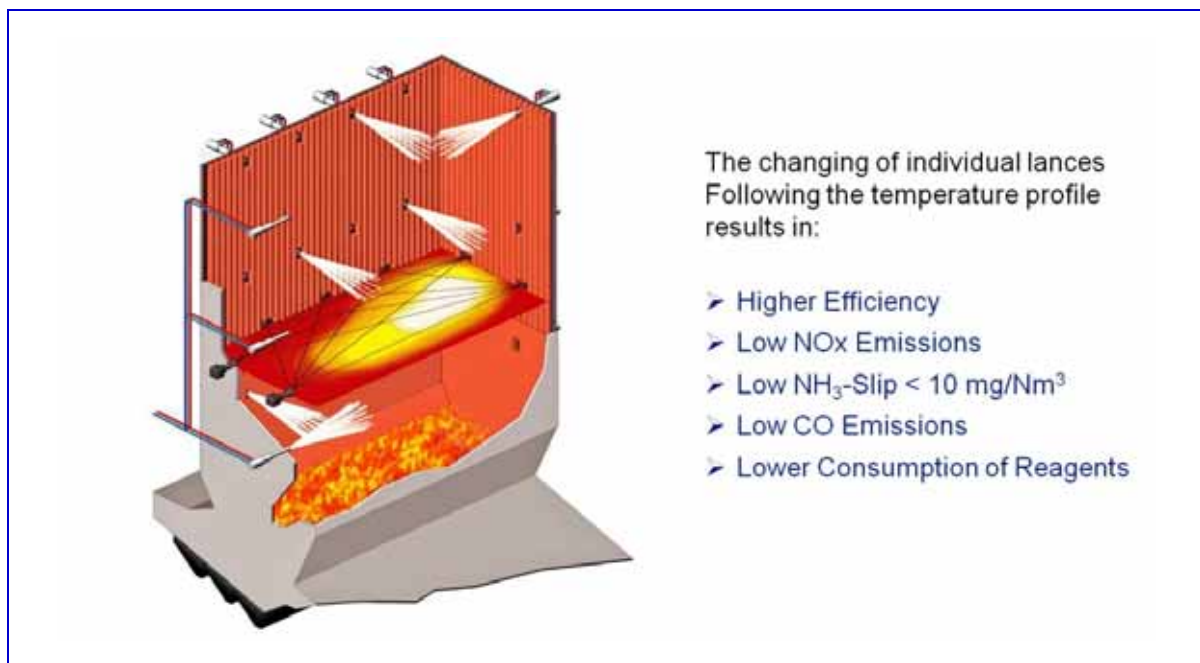 The changing of individual lances
Following the temperature profile
results in:
➢ Higher Efficiency
➢ Low NOx Emissions
➢ Low NH₃-Slip < 10 mg/Nm³
➢ Low CO Emissions
➢ Lower Consumption of Reagents